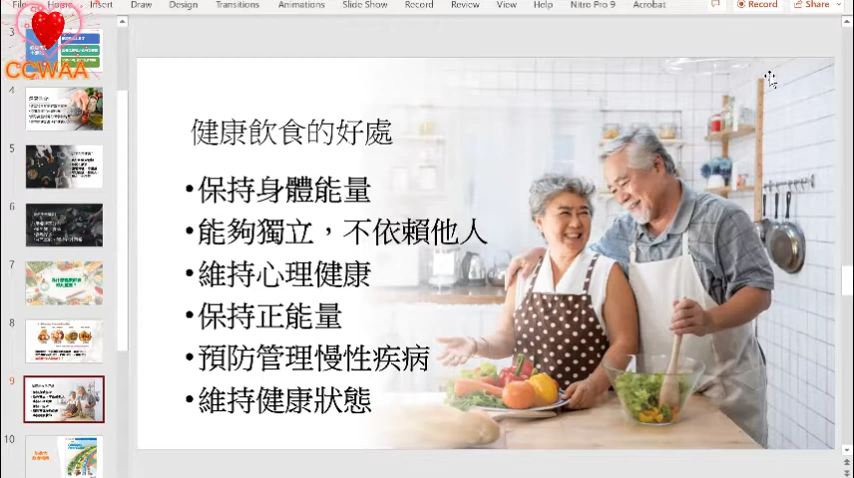 File Home Insert Draw Design Transitions Animations Slide Show Record Review View Help Nitro Pro 9 Acrobat Record Share
CCWAA
3
4
5
6
7
8
9
10
健康飲食的好處
•保持身體能量
•能夠獨立，不依賴他人
•維持心理健康
•保持正能量
•預防管理慢性疾病
•維持健康狀態